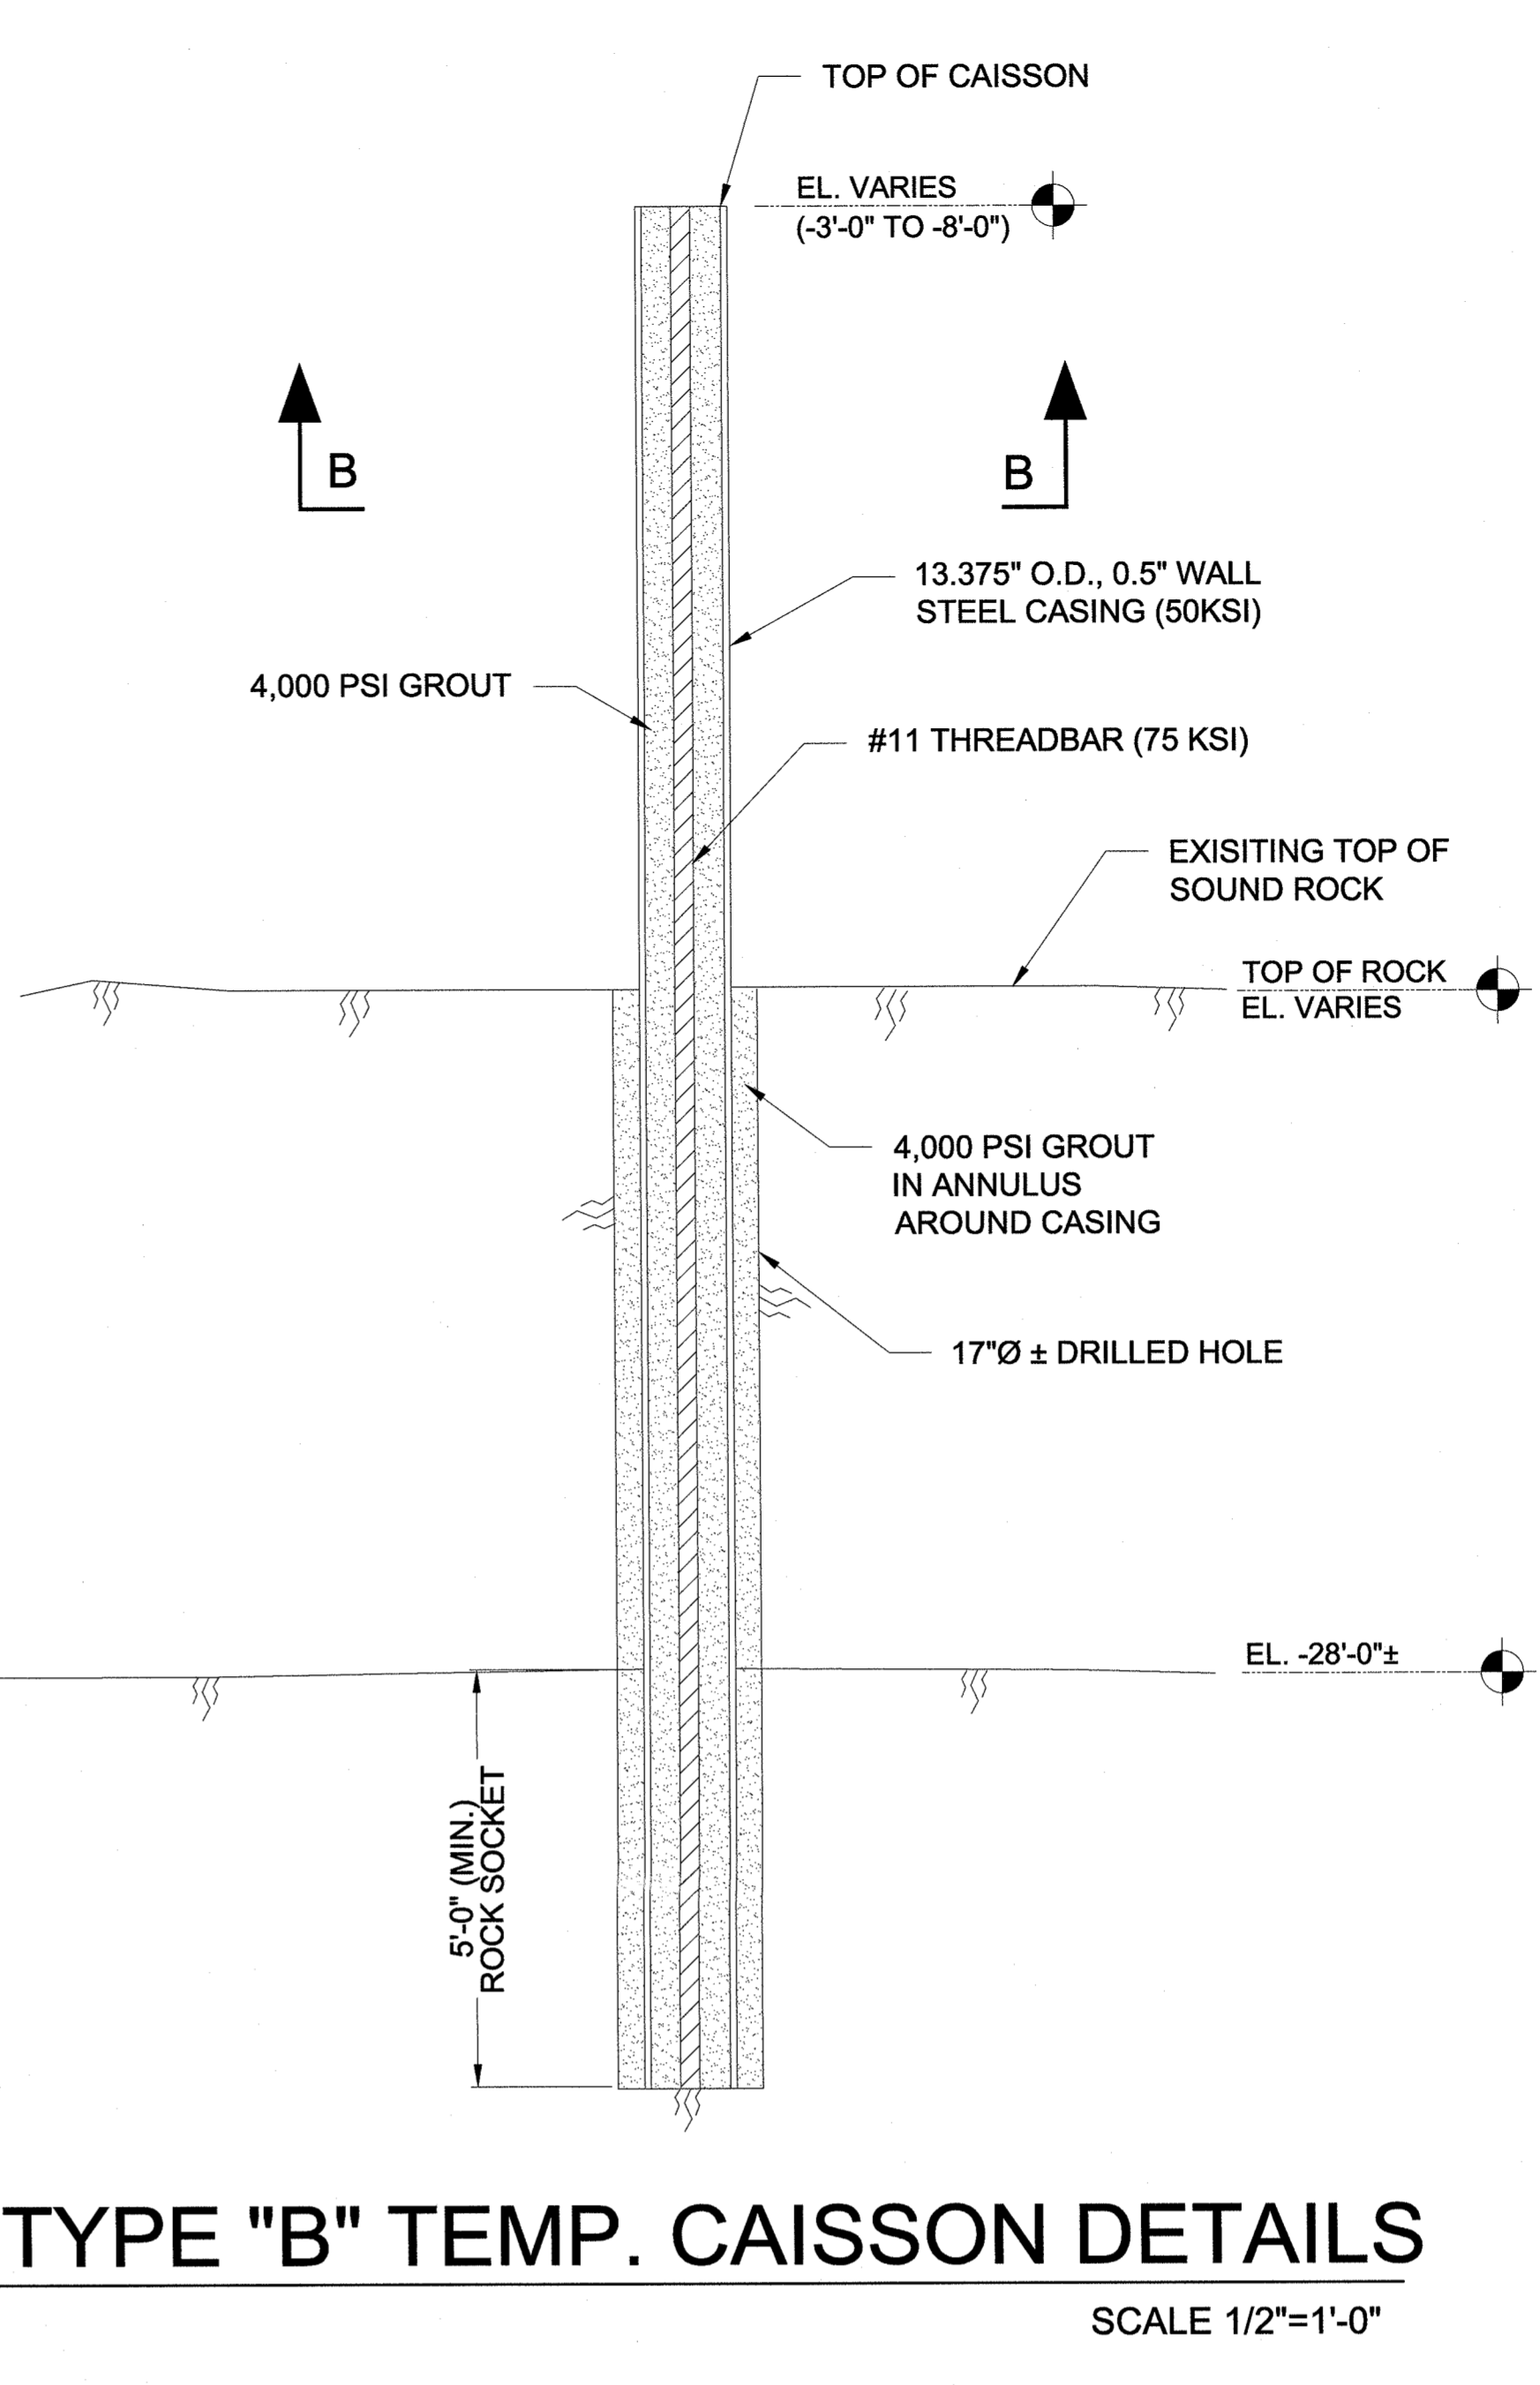 TOP OF CAISSON
EL. VARIES
(-3'-0" TO -8'-0")
B
B
13.375" O.D., 0.5" WALL
STEEL CASING (50KSI)
4,000 PSI GROUT
#11 THREADBAR (75 KSI)
EXISITING TOP OF
SOUND ROCK
TOP OF ROCK
EL. VARIES
4,000 PSI GROUT
IN ANNULUS
AROUND CASING
17"Ø ± DRILLED HOLE
EL. -28'-0"±
5'-0" (MIN.)
ROCK SOCKET
TYPE "B" TEMP. CAISSON DETAILS
SCALE 1/2"=1'-0"